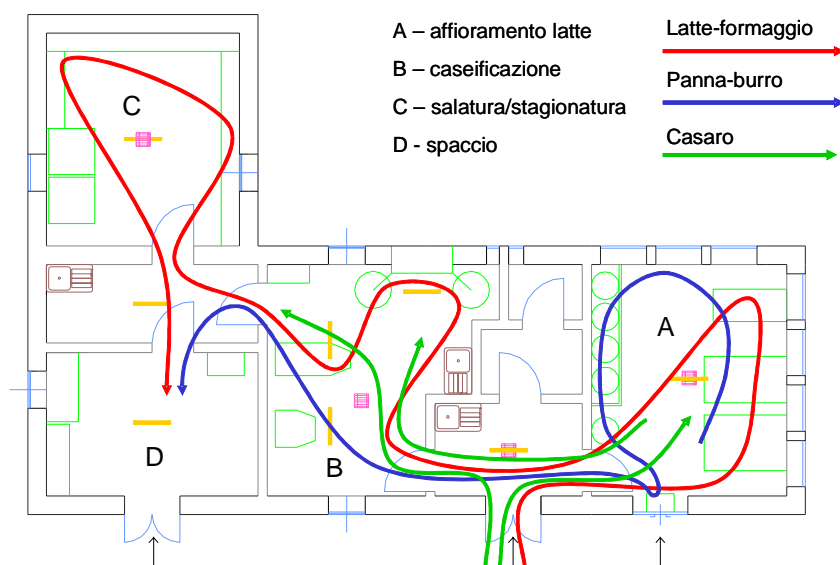 A – affioramento latte
B – caseificazione
C – salatura/stagionatura
D - spaccio
Latte-formaggio
Panna-burro
Casaro
C
A
D
B